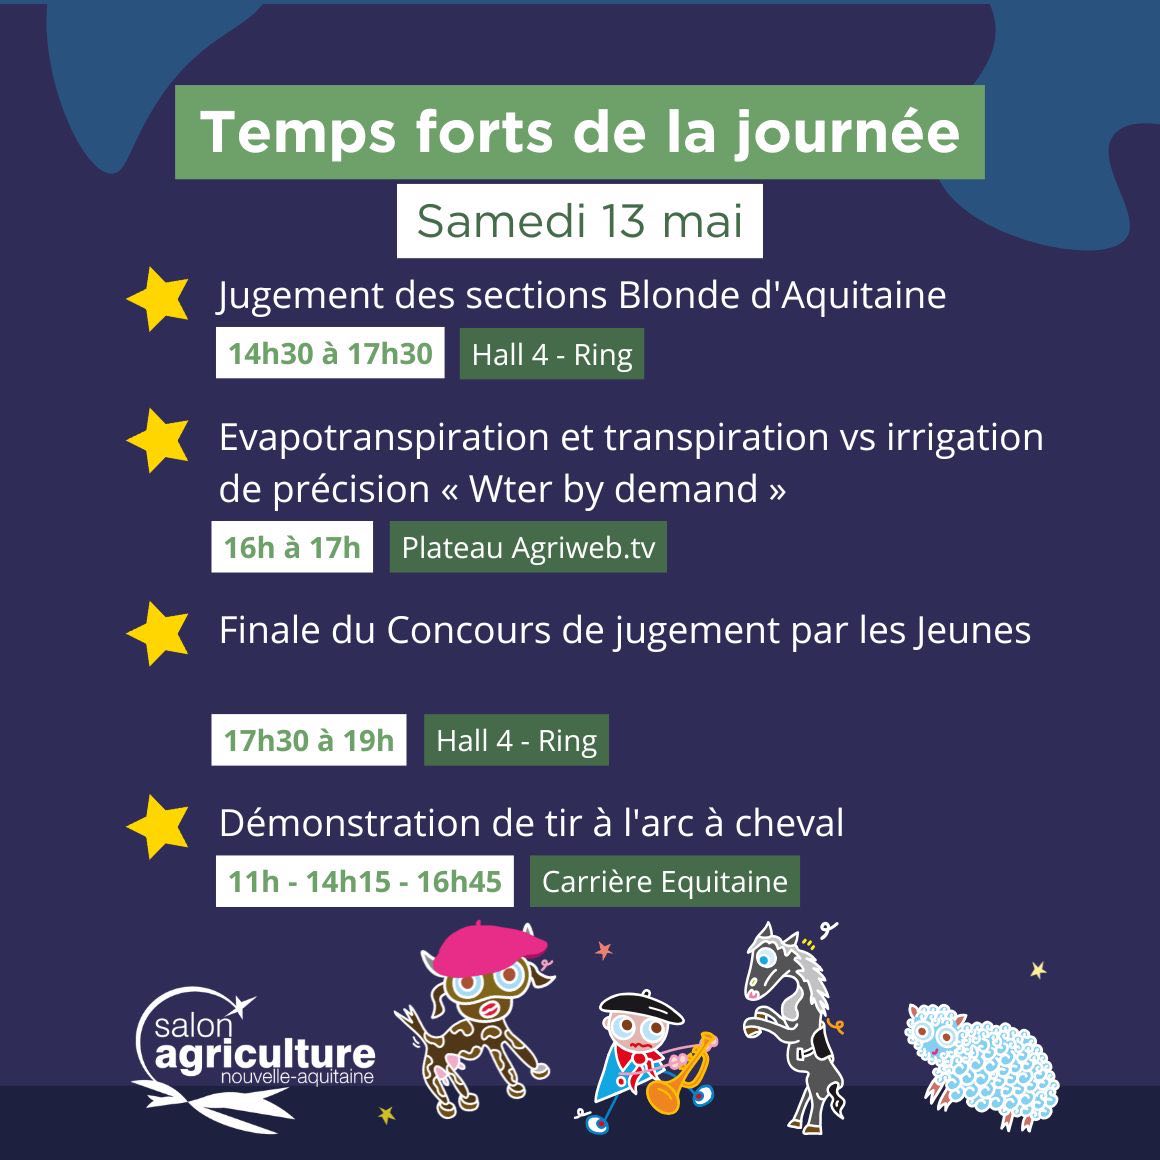 Temps forts de la journée
Samedi 13 mai
Jugement des sections Blonde d'Aquitaine
14h30 à 17h30 Hall 4 - Ring
Evapotranspiration et transpiration vs irrigation
de précision « Wter by demand »
16h à 17h Plateau Agriweb.tv
Finale du Concours de jugement par les Jeunes
17h30 à 19h Hall 4 - Ring
Démonstration de tir à l'arc à cheval
11h - 14h15 - 16h45 Carrière Equitaine
salon
agriculture
nouvelle-aquitaine